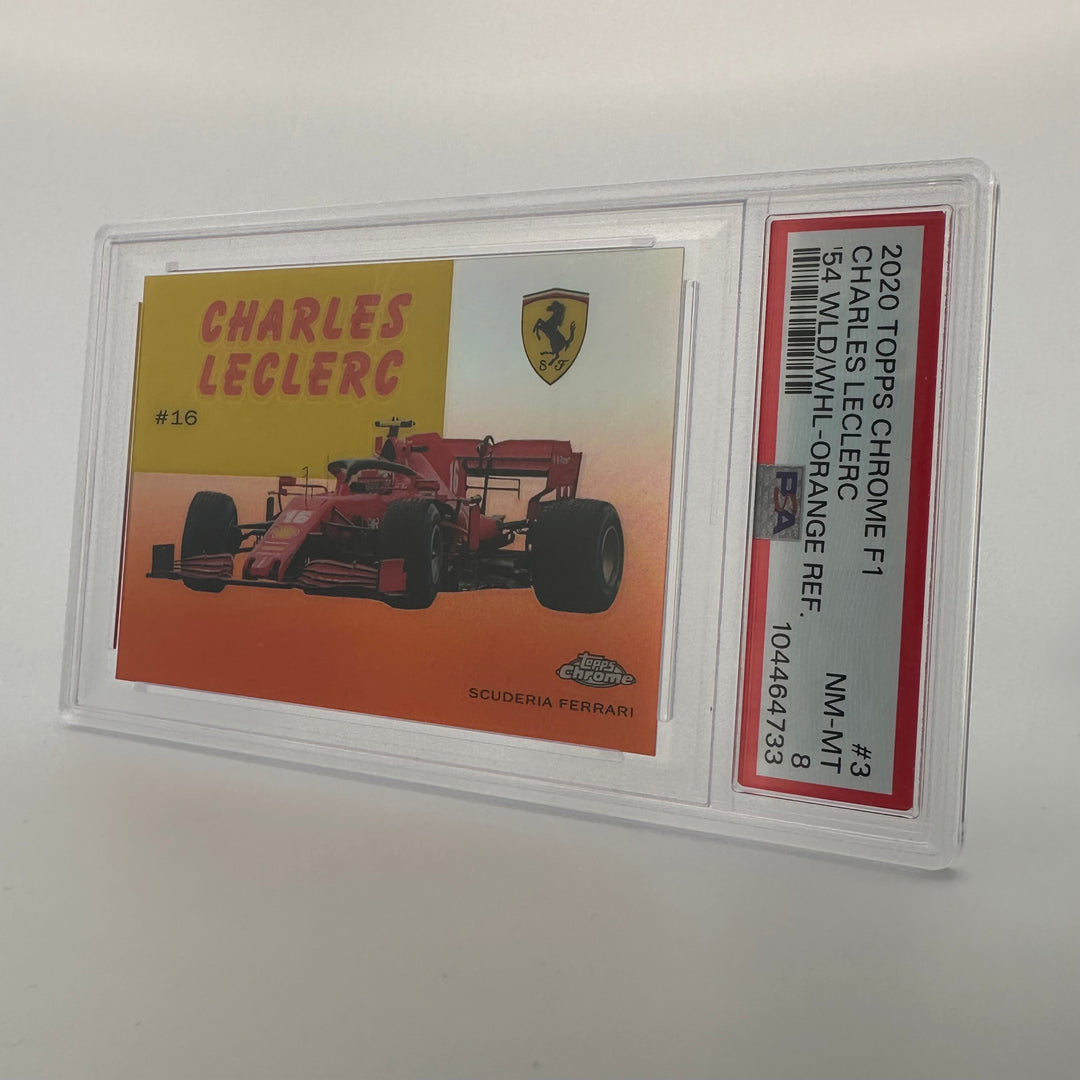 CHARLES
LECLERC
#16
S F
16
Topps
Chrome
SCUDERIA FERRARI
2020 TOPPS CHROME F1 #3
CHARLES LECLERC NM-MT
'54 WLD/WHL-ORANGE REF. 8
PSA 104464733